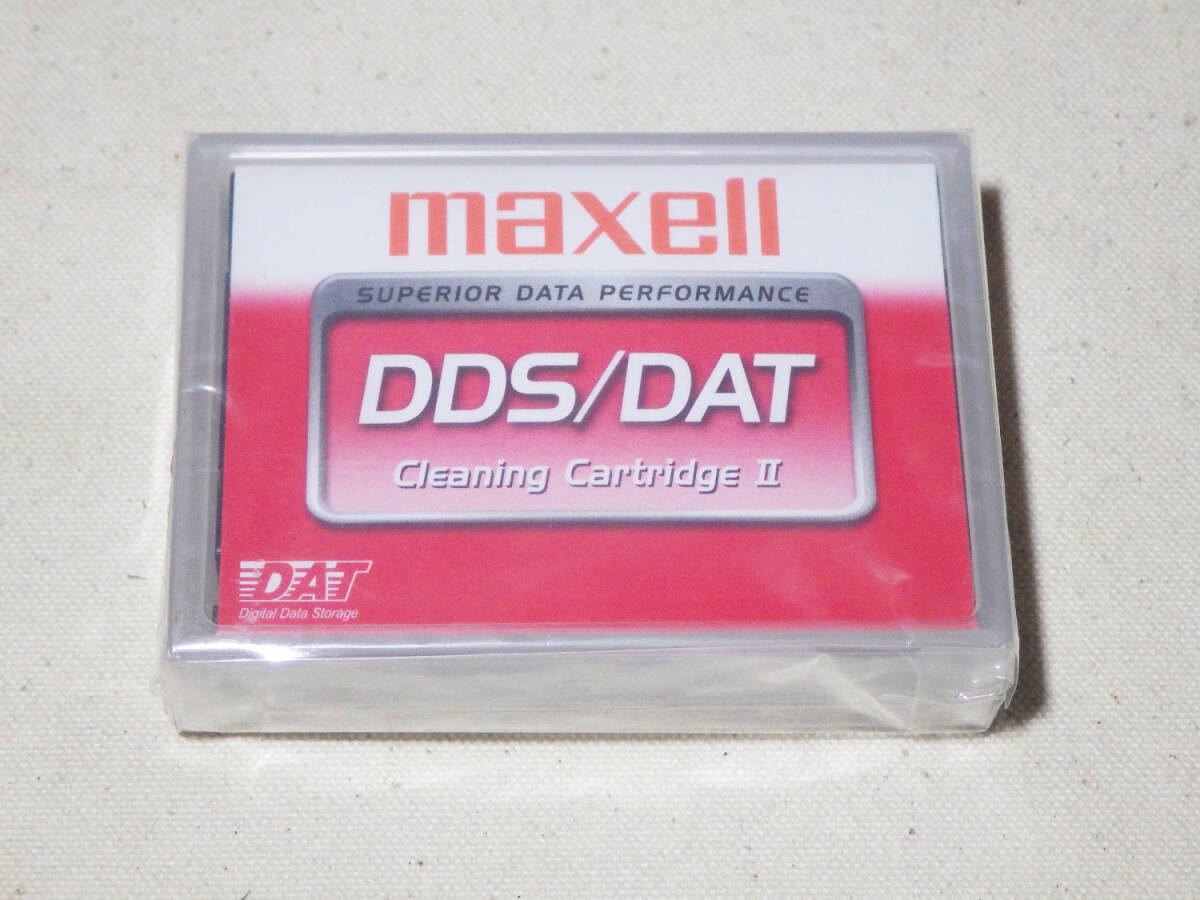 maxell
SUPERIOR DATA PERFORMANCE
DDS/DAT
Cleaning Cartridge II
DAT
Digital Data Storage